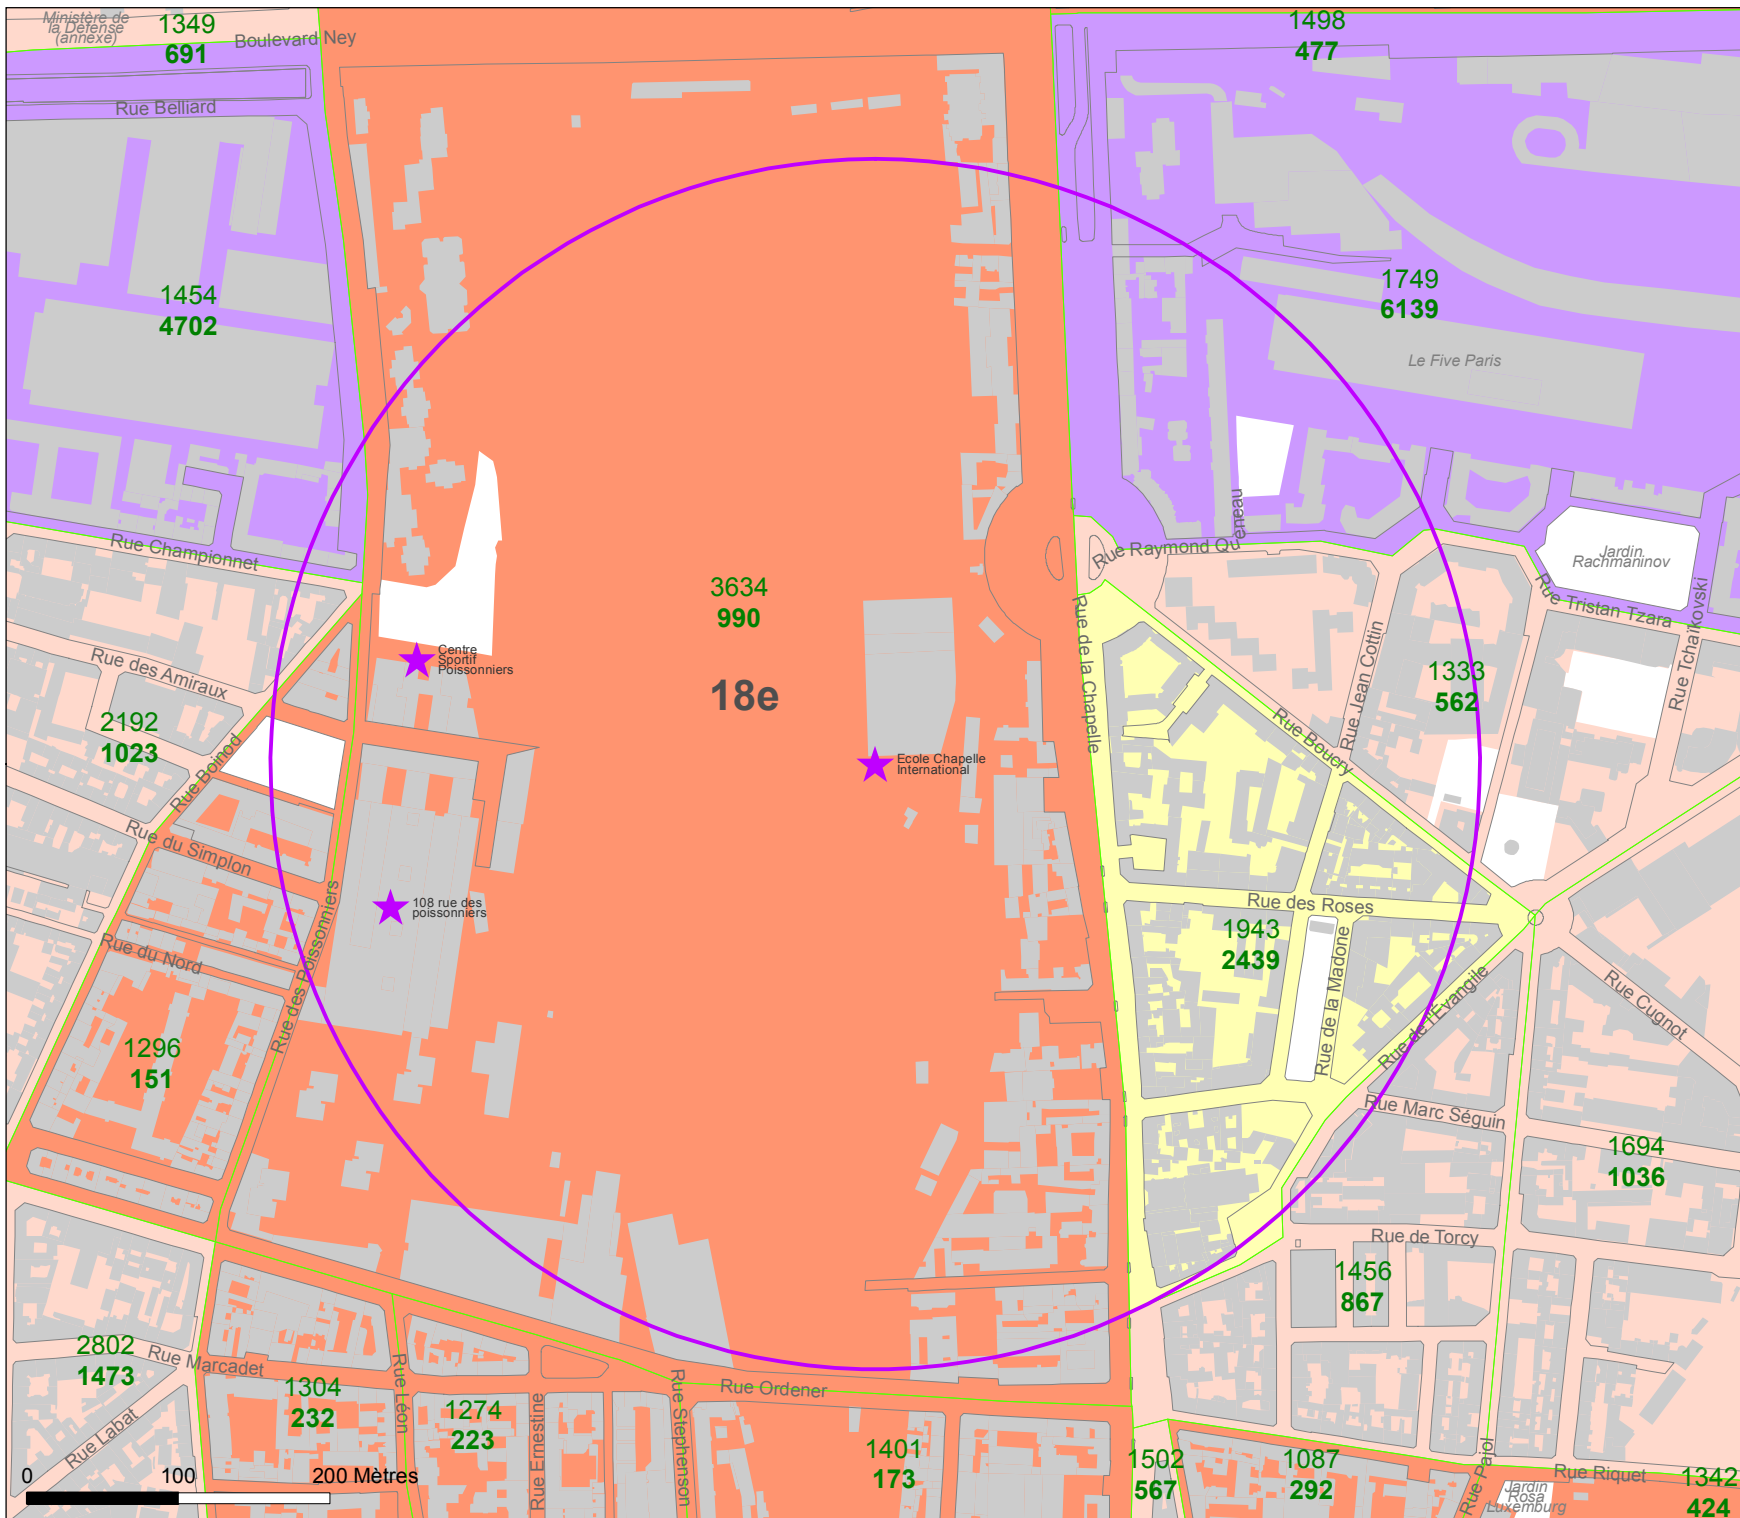 Ministère de
la Défense
(annexe)
1349
691
Boulevard Ney
1498
477
Rue Belliard
1454
4702
1749
6139
Le Five Paris
Rue Championnet
Rue Raymond Queneau
Jardin
Rachmaninov
Rue Tristan Tzara
Rue Tchaïkovski
3634
990
18e
Centre
Sportif
Poissonniers
Rue de la Chapelle
Rue Jean Cottin
1333
562
Rue des Amiraux
2192
1023
Rue Boinod
Rue Boucry
Ecole Chapelle
International
Rue du Simplon
108 rue des
poissonniers
Rue des Poissonniers
Rue des Roses
1943
2439
Rue de la Madone
Rue de l'Evangile
Rue Cugnot
Rue du Nord
1296
151
Rue Marc Séguin
1694
1036
Rue de Torcy
1456
867
2802
1473
Rue Marcadet
Rue Labat
1304
232
Rue Léon
1274
223
Rue Ernestine
Rue Stephenson
Rue Ordener
1401
173
1502
567
1087
292
Rue Pajol
Rue Riquet
Jardin
Rosa
Luxemburg
1342
424
0 100 200 Mètres